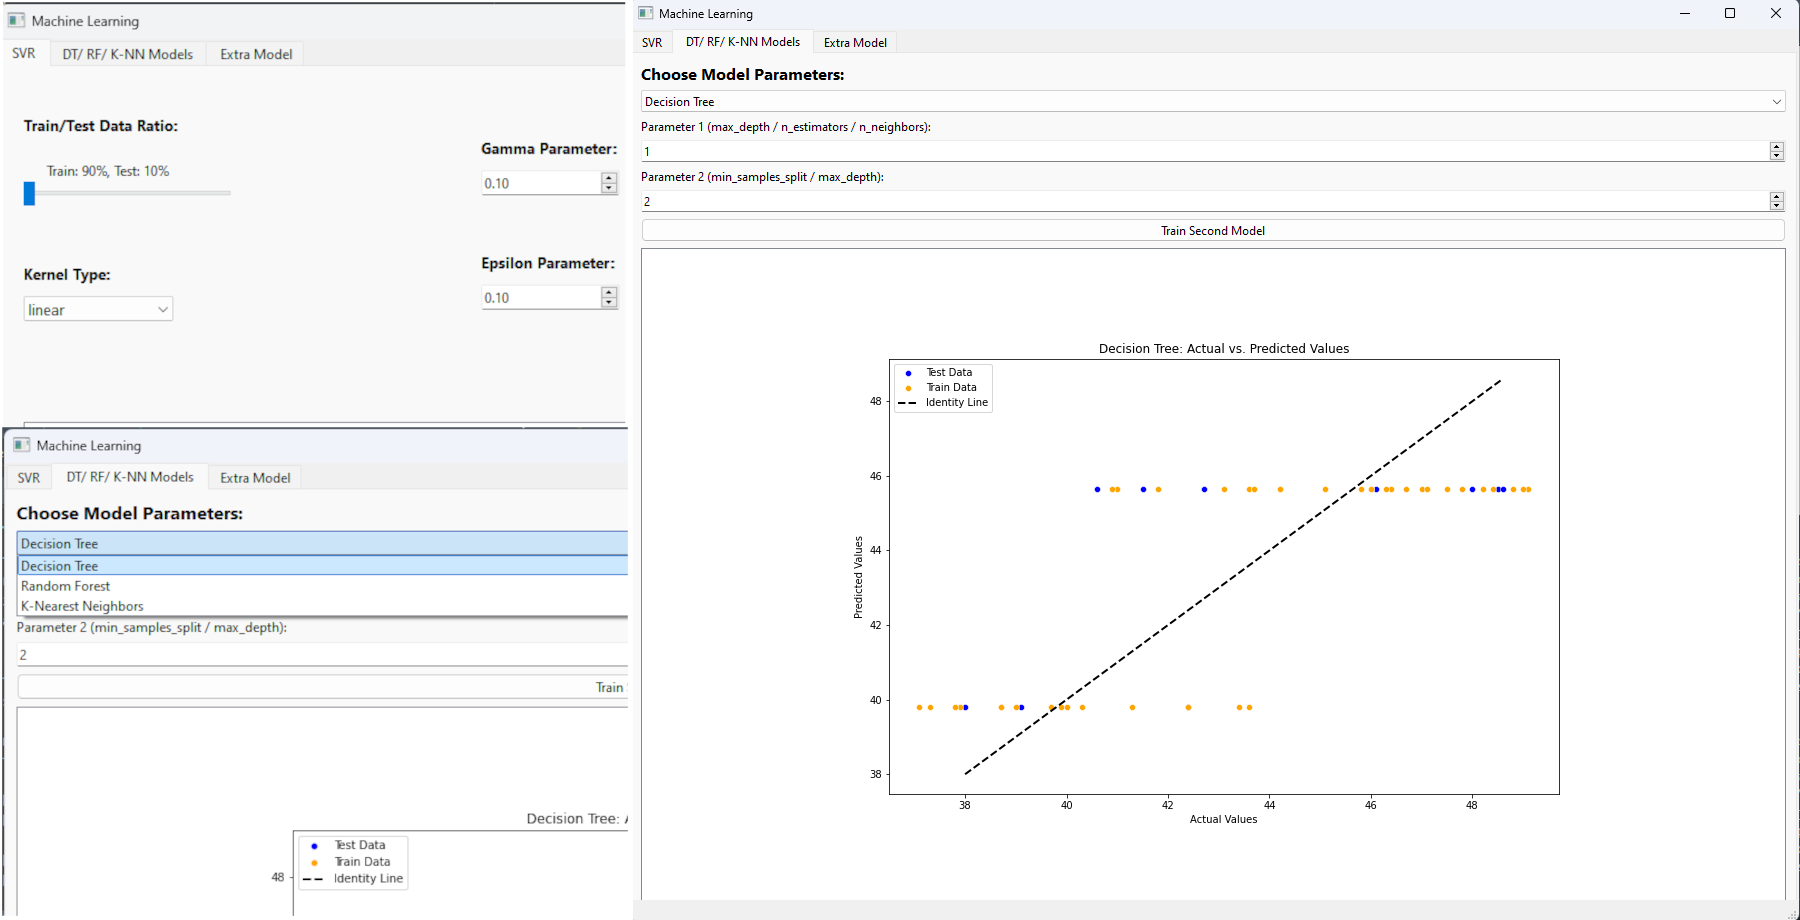 Machine Learning
SVR DT/ RF/ K-NN Models Extra Model
Train/Test Data Ratio:
Train: 90%, Test: 10%
Gamma Parameter:
0.10
Kernel Type:
linear
Epsilon Parameter:
0.10
Machine Learning
SVR DT/ RF/ K-NN Models Extra Model
Choose Model Parameters:
Decision Tree
Decision Tree
Random Forest
K-Nearest Neighbors
Parameter 2 (min_samples_split / max_depth):
2
Train
Decision Tree:
Test Data
Train Data
Identity Line
48
Machine Learning
SVR DT/ RF/ K-NN Models Extra Model
Choose Model Parameters:
Decision Tree
Parameter 1 (max_depth / n_estimators / n_neighbors):
1
Parameter 2 (min_samples_split / max_depth):
2
Train Second Model
Decision Tree: Actual vs. Predicted Values
Test Data
Train Data
Identity Line
48
46
44
42
40
38
Predicted Values
38 40 42 44 46 48
Actual Values